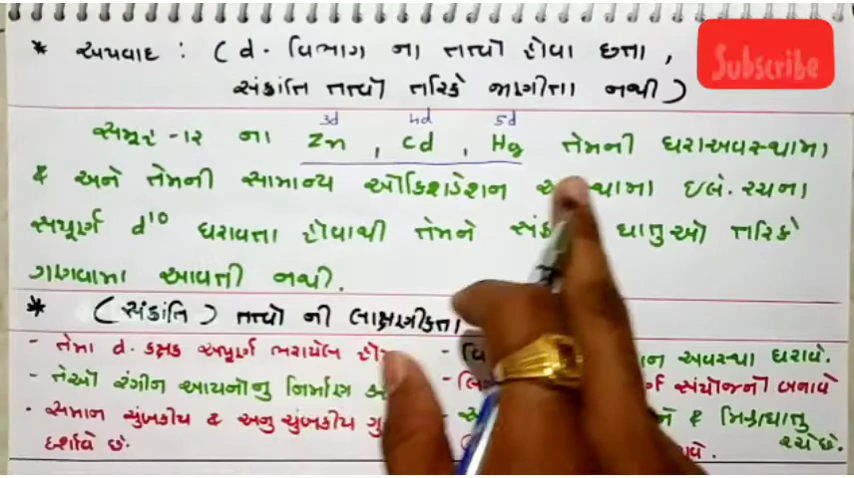 Subscribe
* અપવાદ : ( d- વિભાગ ના તત્વો હોવા છતા ,
સંક્રાંતિ તત્વો તરિકે જાણીતા નથી )
3d 4d 5d
સમૂહ -૧૨ ના Zn , Cd , Hg તેમની ધરાઅવસ્થામા
& અને તેમની સામાન્ય ઓક્શિડેશન ઇલે. રચના
સપૂર્ણ d¹⁰ ધરાવતા હોવાથી તેમને ધાતુઓ તરિકે
ગણવામા આવતી નથી.
* ( સંક્રાંતિ ) તત્વો ની લાક્ષણીકતા
- તેમા d- કક્ષક અપૂર્ણ ભરાયેલ
- અવસ્થા ધરાવે.
- તેઓ રંગીન આયનોનુ નિર્માણ
- સંયોજનો બનાવે
- સમાન ચુંબકીય & અનુ ચુંબકીય
- & મિશ્રધાતુ
દર્શાવે છે.
રચે છે.